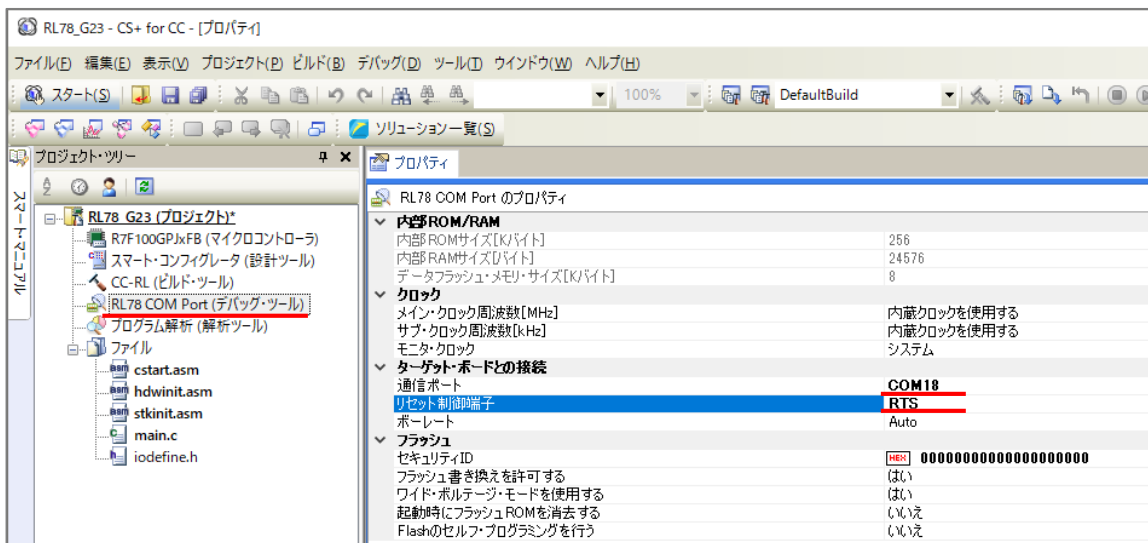 RL78_G23 - CS+ for CC - [プロパティ]
ファイル(F) 編集(E) 表示(V) プロジェクト(P) ビルド(B) デバッグ(D) ツール(T) ウインドウ(W) ヘルプ(H)
スタート(S) 100% DefaultBuild
ソリューション一覧(S)
スマート・マニュアル
プロジェクト・ツリー
RL78_G23 (プロジェクト)*
R7F100GPJxFB (マイクロコントローラ)
スマート・コンフィグレータ (設計ツール)
CC-RL (ビルド・ツール)
RL78 COM Port (デバッグ・ツール)
プログラム解析 (解析ツール)
ファイル
cstart.asm
hdwinit.asm
stkinit.asm
main.c
iodefine.h
プロパティ
RL78 COM Port のプロパティ
内部ROM/RAM
内部ROMサイズ[Kバイト] 256
内部RAMサイズ[バイト] 24576
データフラッシュ・メモリ・サイズ[Kバイト] 8
クロック
メイン・クロック周波数[MHz] 内蔵クロックを使用する
サブ・クロック周波数[kHz] 内蔵クロックを使用する
モニタ・クロック システム
ターゲット・ボードとの接続
通信ポート COM18
リセット制御端子 RTS
ボーレート Auto
フラッシュ
セキュリティID HEX 00000000000000000000
フラッシュ書き換えを許可する はい
ワイド・ボルテージ・モードを使用する はい
起動時にフラッシュROMを消去する いいえ
Flashのセルフ・プログラミングを行う いいえ